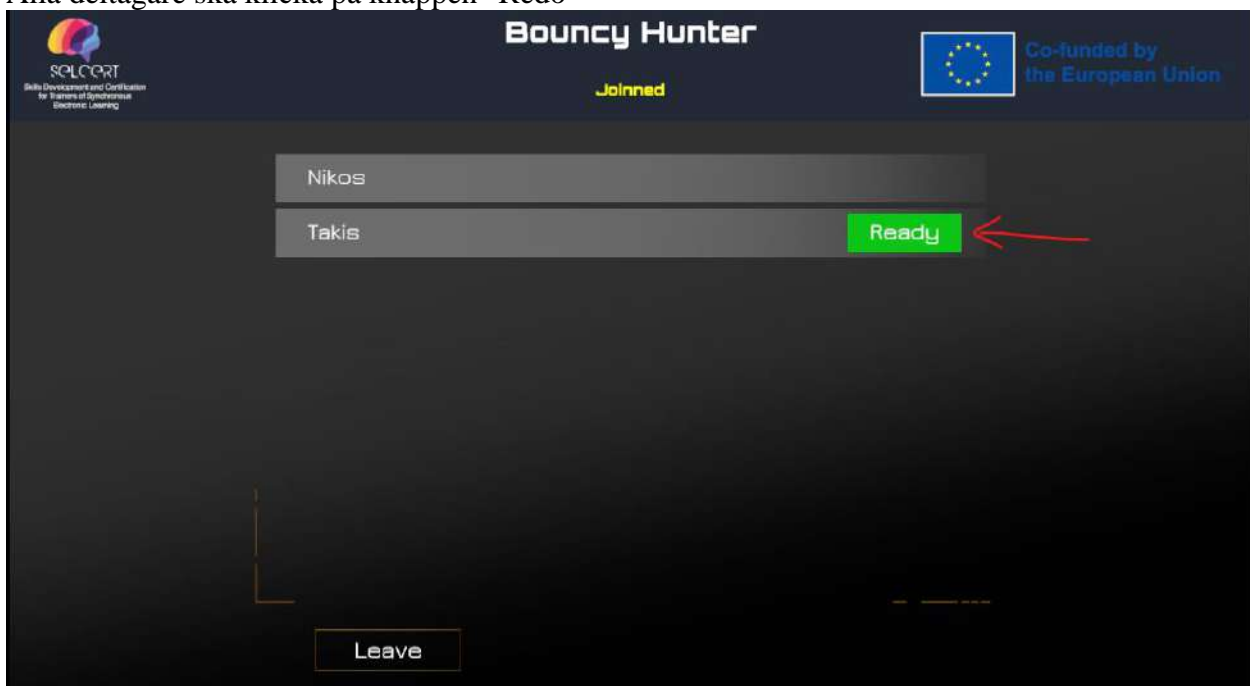 Alla deltagare ska klicka på knappen "Redo"
Bouncy Hunter
SELCERT
Skills Development and Certification
for Trainers of Synchronous
Electronic Learning
Joinned
Co-funded by
the European Union
Nikos
Takis
Ready
Leave